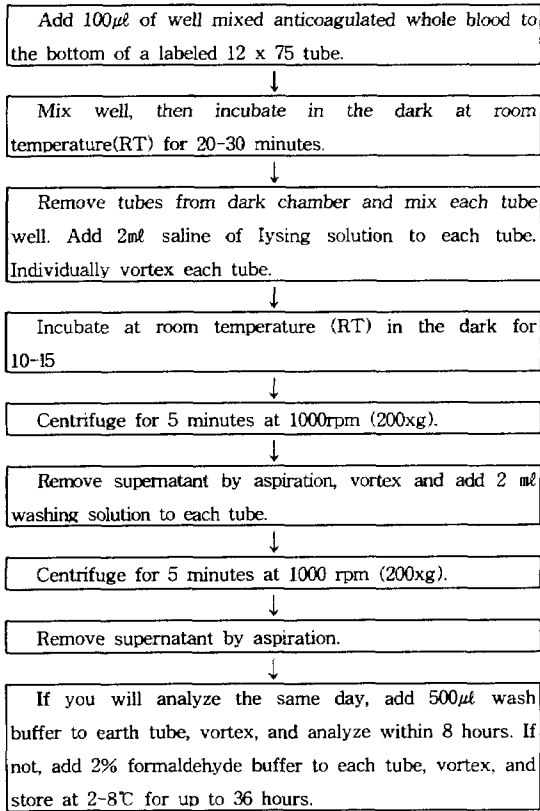 Add 100㎕ of well mixed anticoagulated whole blood to
the bottom of a labeled 12 x 75 tube.
↓
Mix well, then incubate in the dark at room
temperature(RT) for 20-30 minutes.
↓
Remove tubes from dark chamber and mix each tube
well. Add 2㎖ saline of lysing solution to each tube.
Individually vortex each tube.
↓
Incubate at room temperature (RT) in the dark for
10-15
↓
Centrifuge for 5 minutes at 1000rpm (200xg).
↓
Remove supernatant by aspiration, vortex and add 2 ㎖
washing solution to each tube.
↓
Centrifuge for 5 minutes at 1000 rpm (200xg).
↓
Remove supernatant by aspiration.
↓
If you will analyze the same day, add 500㎕ wash
buffer to earth tube, vortex, and analyze within 8 hours. If
not, add 2% formaldehyde buffer to each tube, vortex, and
store at 2-8℃ for up to 36 hours.